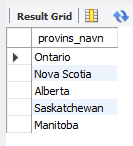 Result Grid
provins_navn
Ontario
Nova Scotia
Alberta
Saskatchewan
Manitoba